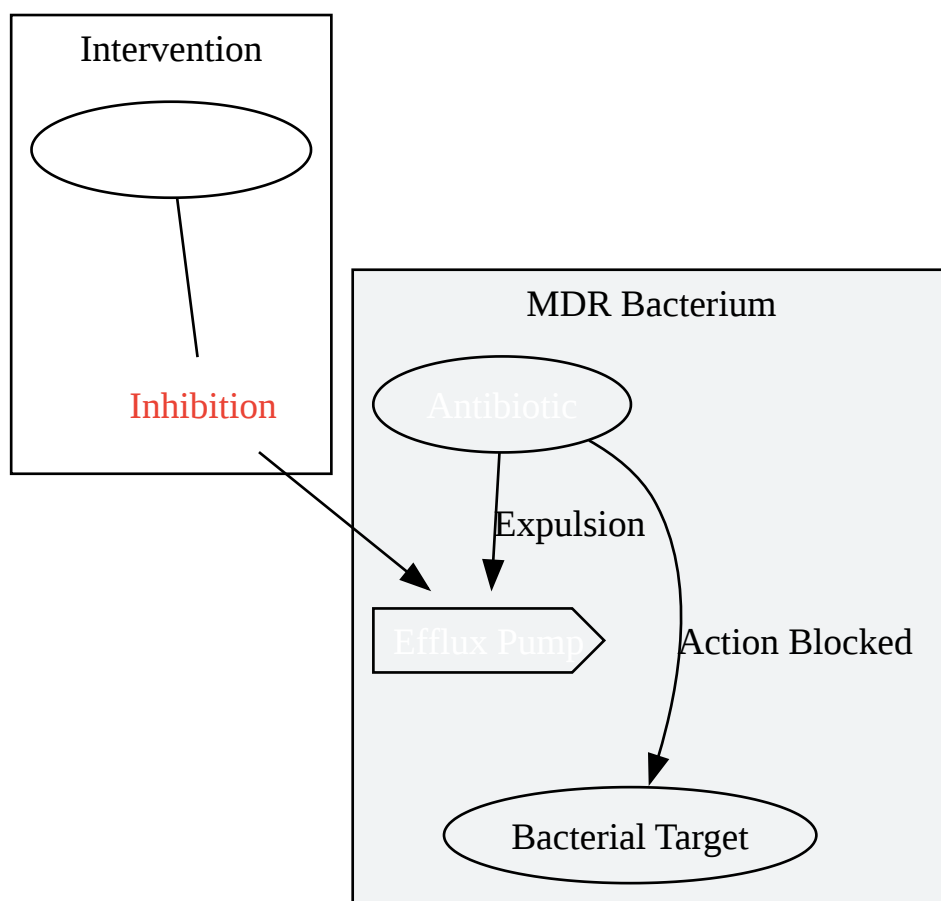 Intervention
Inhibition
MDR Bacterium
Antibiotic
Expulsion
Efflux Pump
Action Blocked
Bacterial Target